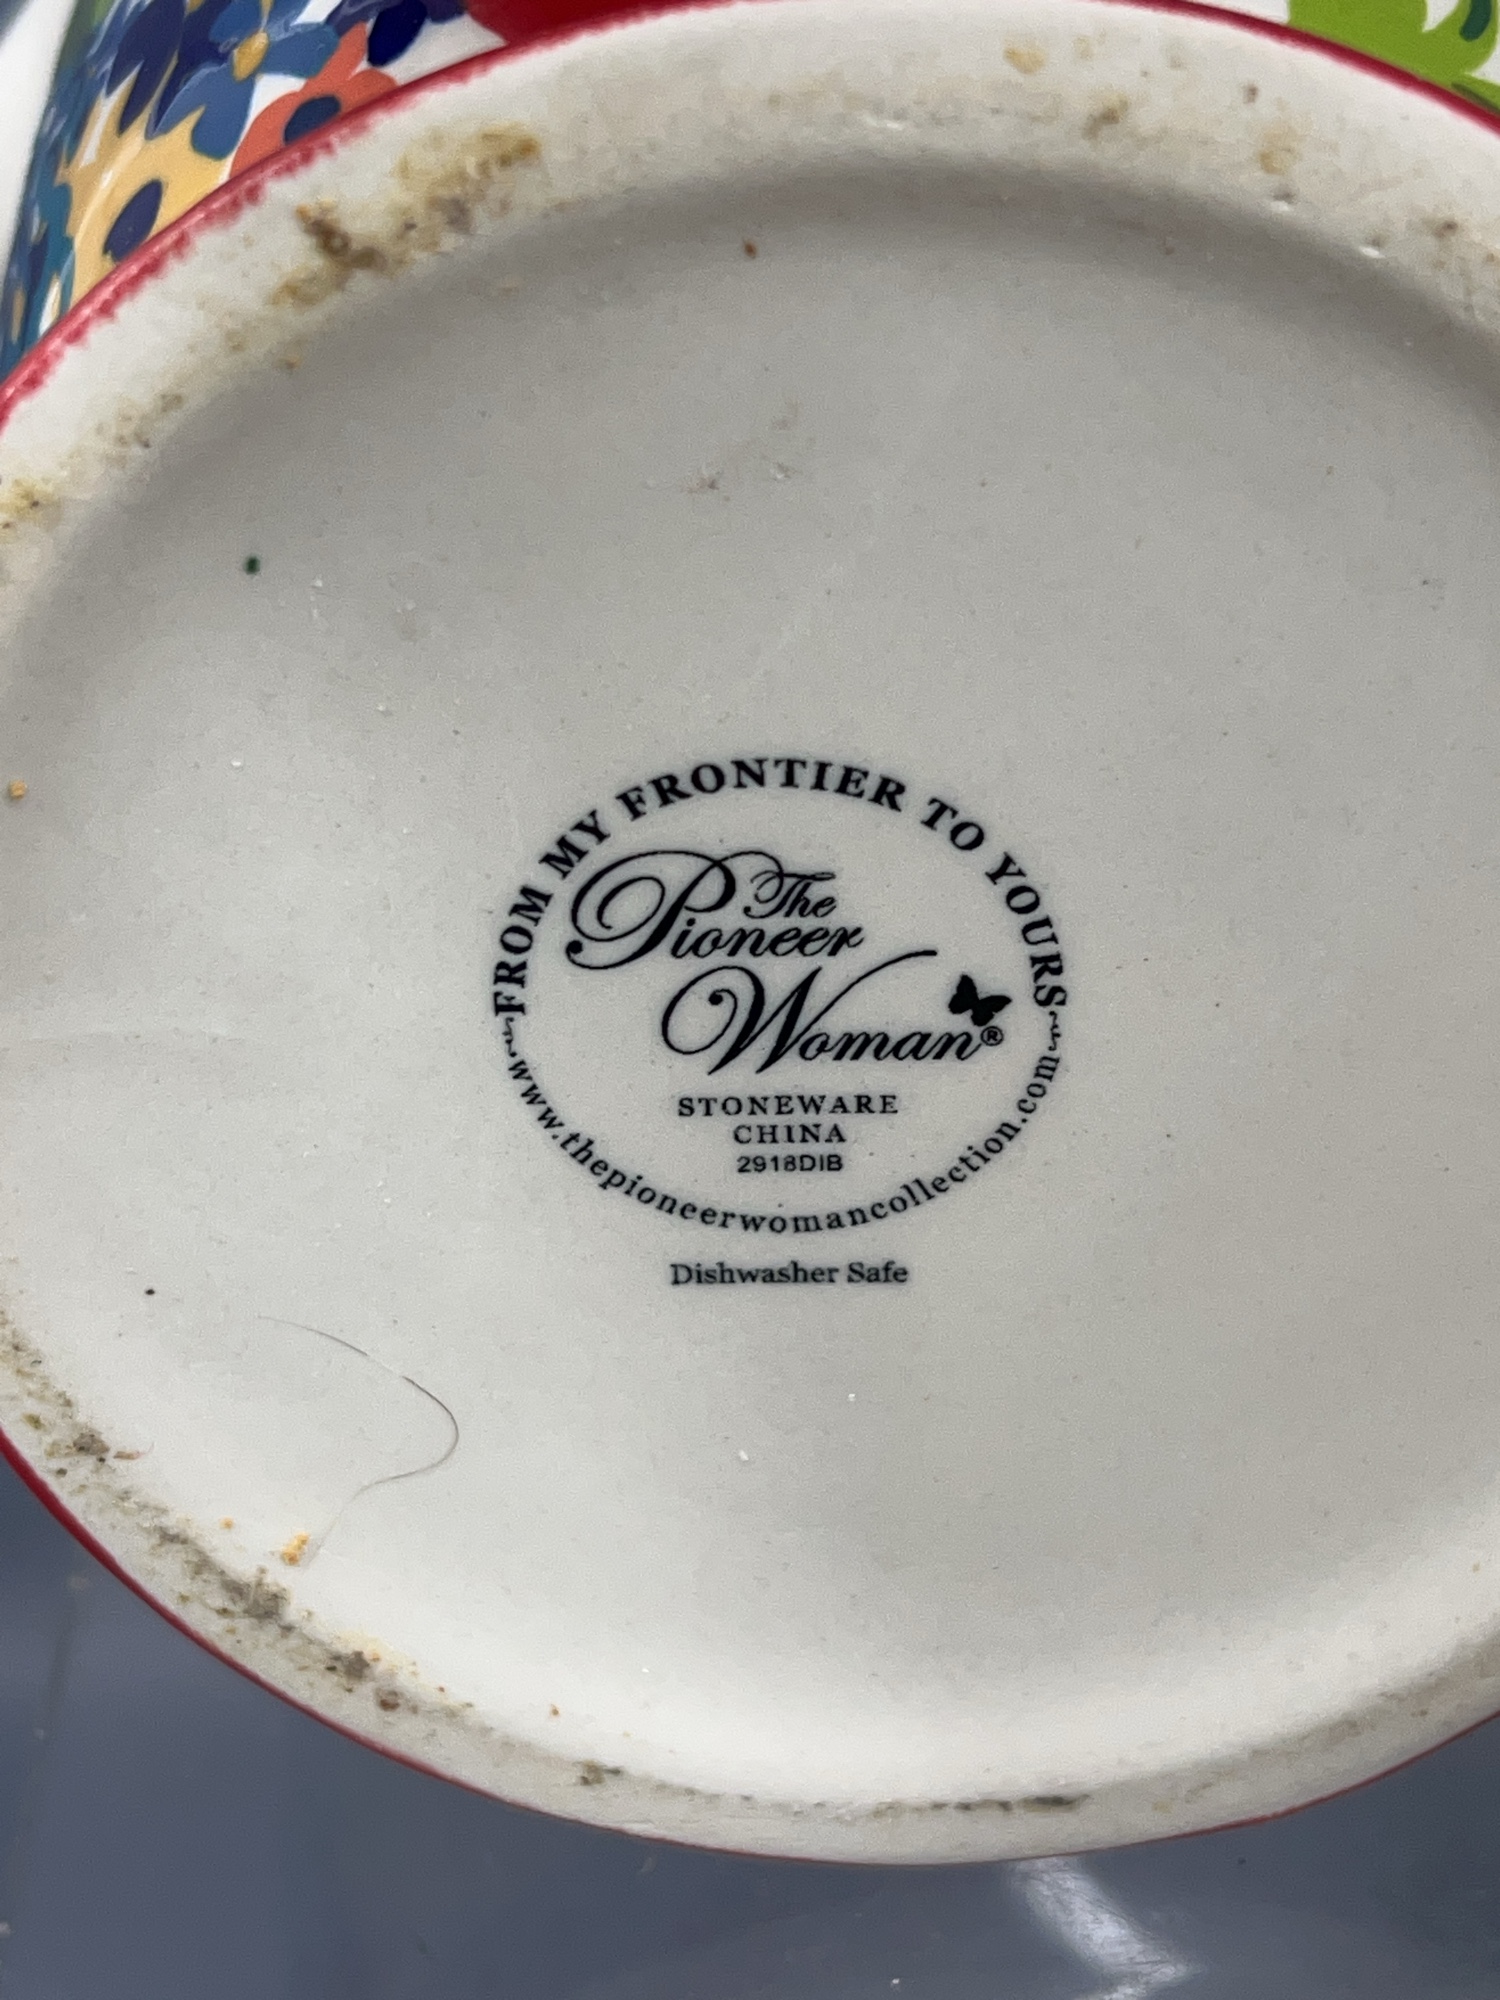 ~FROM MY FRONTIER TO YOURS~
The
Pioneer
Woman®
STONEWARE
CHINA
2918DIB
www.thepioneerwomancollection.com
Dishwasher Safe